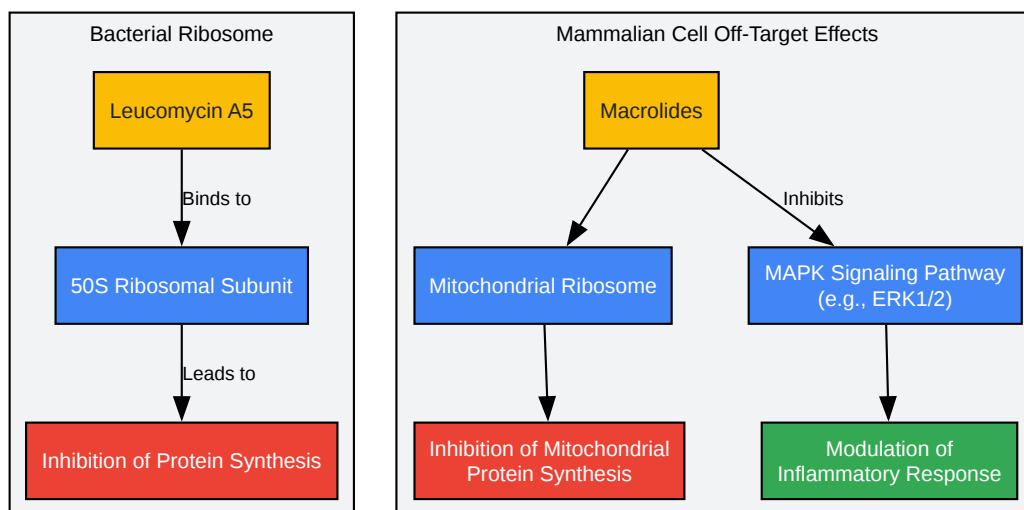 Bacterial Ribosome
Leucomycin A5
Binds to
50S Ribosomal Subunit
Leads to
Inhibition of Protein Synthesis
Mammalian Cell Off-Target Effects
Macrolides
Inhibits
Mitochondrial Ribosome
MAPK Signaling Pathway
(e.g., ERK1/2)
Inhibition of Mitochondrial
Protein Synthesis
Modulation of
Inflammatory Response